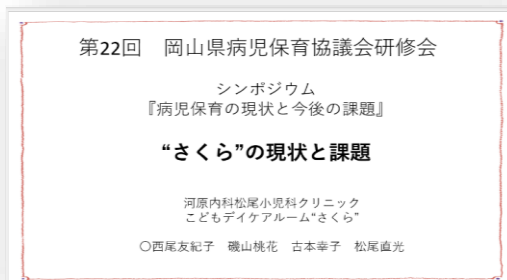 第22回　岡山県病児保育協議会研修会
シンポジウム
『病児保育の現状と今後の課題』
“さくら”の現状と課題
河原内科松尾小児科クリニック
こどもデイケアルーム“さくら”
〇西尾友紀子　磯山桃花　古本幸子　松尾直光